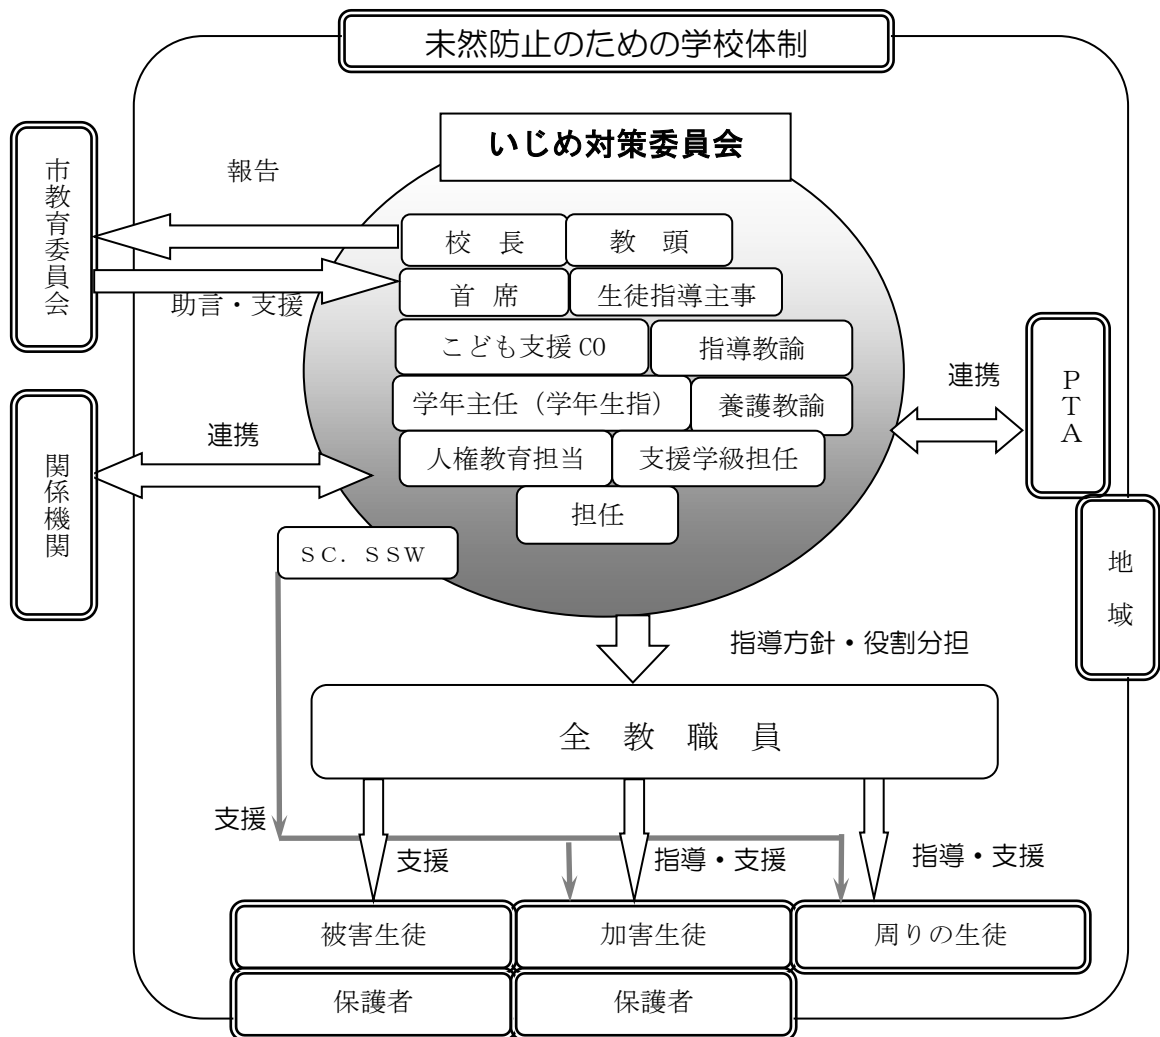 未然防止のための学校体制
いじめ対策委員会
市教育委員会
報告
助言・支援
校　長
教　頭
首 席
生徒指導主事
こども支援 CO
指導教諭
学年主任（学年生指）
養護教諭
人権教育担当
支援学級担任
担任
ＳＣ．ＳＳＷ
関係機関
連携
連携
ＰＴＡ
地　域
指導方針・役割分担
全　教　職　員
支援
支援
指導・支援
指導・支援
被害生徒
加害生徒
周りの生徒
保護者
保護者